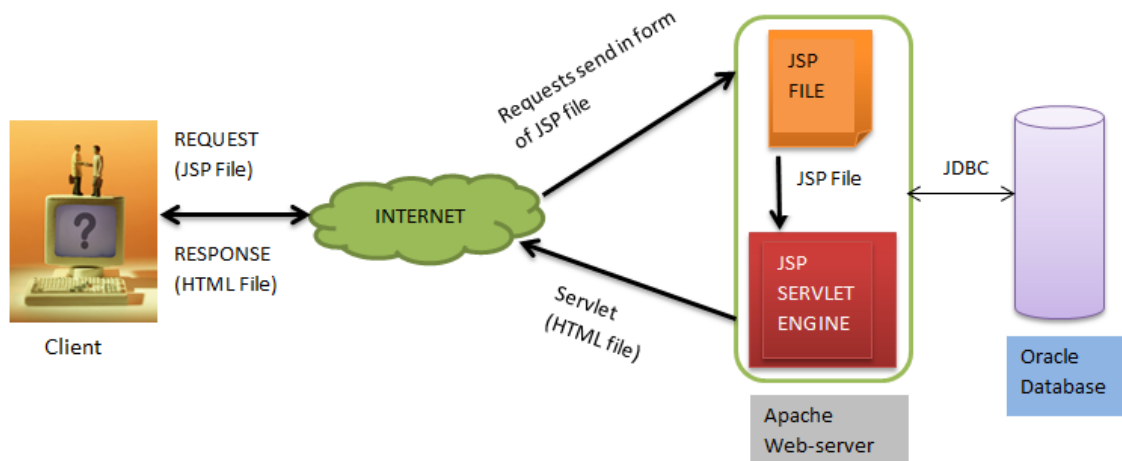 REQUEST
(JSP File)
RESPONSE
(HTML File)
Client
INTERNET
Requests send in form
of JSP file
Servlet
(HTML file)
JSP
FILE
JSP File
JSP
SERVLET
ENGINE
Apache
Web-server
JDBC
Oracle
Database
?